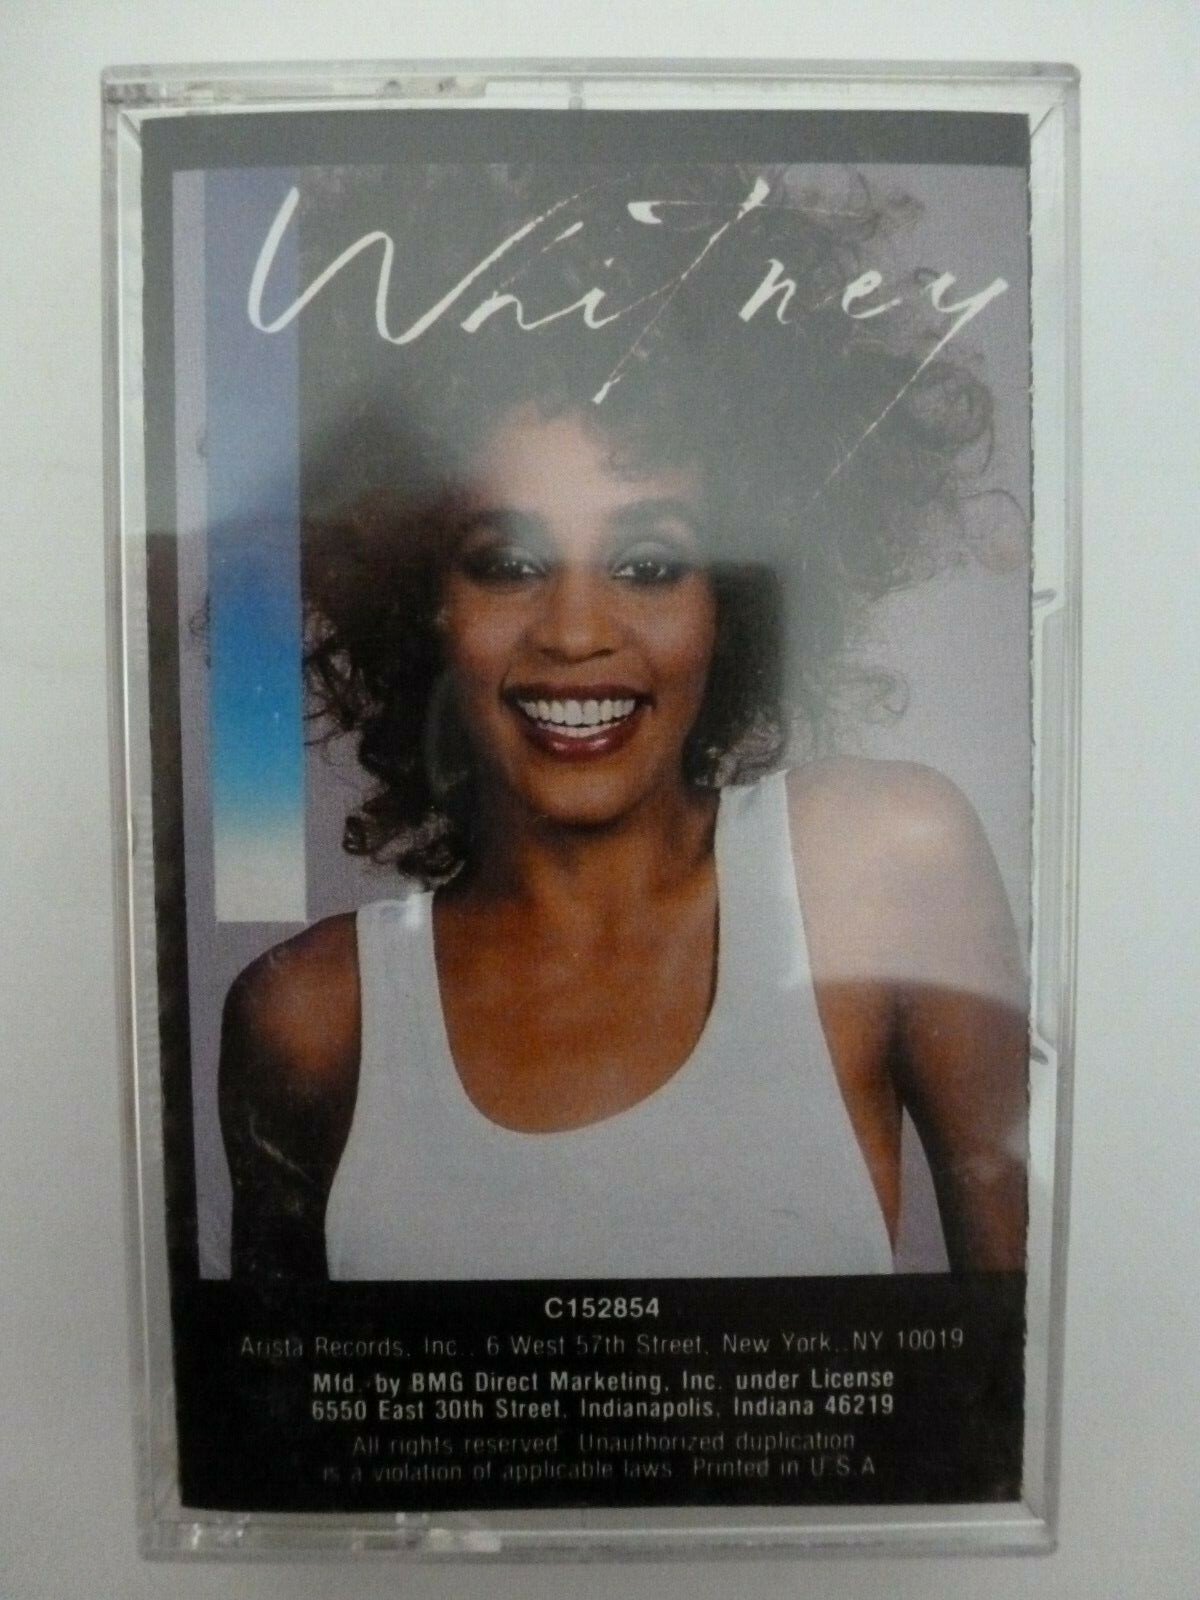 Whitney
C152854
Arista Records, Inc., 6 West 57th Street, New York, NY 10019
Mfd. by BMG Direct Marketing, Inc. under License
6550 East 30th Street, Indianapolis, Indiana 46219
All rights reserved. Unauthorized duplication
is a violation of applicable laws. Printed in U.S.A.